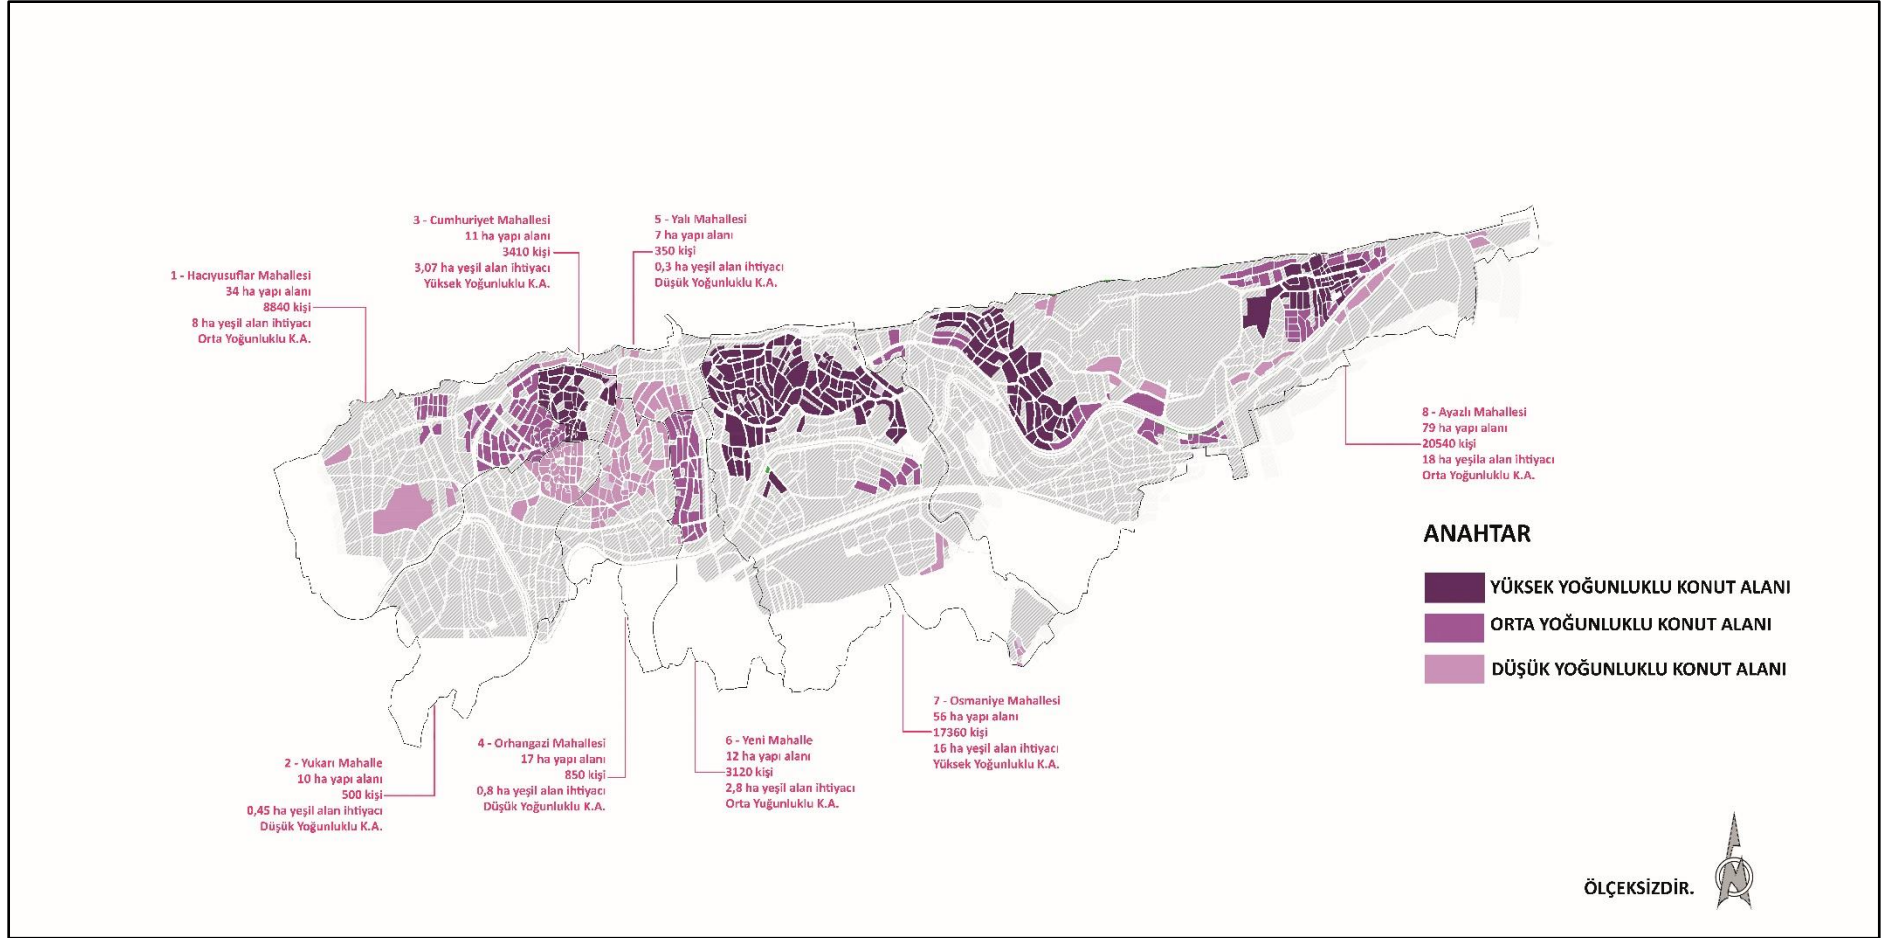 3 - Cumhuriyet Mahallesi
11 ha yapı alanı
3410 kişi
3,07 ha yeşil alan ihtiyacı
Yüksek Yoğunluklu K.A.
5 - Yalı Mahallesi
7 ha yapı alanı
350 kişi
0,3 ha yeşil alan ihtiyacı
Düşük Yoğunluklu K.A.
1 - Hacıyusuflar Mahallesi
34 ha yapı alanı
8840 kişi
8 ha yeşil alan ihtiyacı
Orta Yoğunluklu K.A.
8 - Ayazlı Mahallesi
79 ha yapı alanı
20540 kişi
18 ha yeşila alan ihtiyacı
Orta Yoğunluklu K.A.
ANAHTAR
YÜKSEK YOĞUNLUKLU KONUT ALANI
ORTA YOĞUNLUKLU KONUT ALANI
DÜŞÜK YOĞUNLUKLU KONUT ALANI
2 - Yukarı Mahalle
10 ha yapı alanı
500 kişi
0,45 ha yeşil alan ihtiyacı
Düşük Yoğunluklu K.A.
4 - Orhangazi Mahallesi
17 ha yapı alanı
850 kişi
0,8 ha yeşil alan ihtiyacı
Düşük Yoğunluklu K.A.
6 - Yeni Mahalle
12 ha yapı alanı
3120 kişi
2,8 ha yeşil alan ihtiyacı
Orta Yuğunluklu K.A.
7 - Osmaniye Mahallesi
56 ha yapı alanı
17360 kişi
16 ha yeşil alan ihtiyacı
Yüksek Yoğunluklu K.A.
ÖLÇEKSİZDİR.